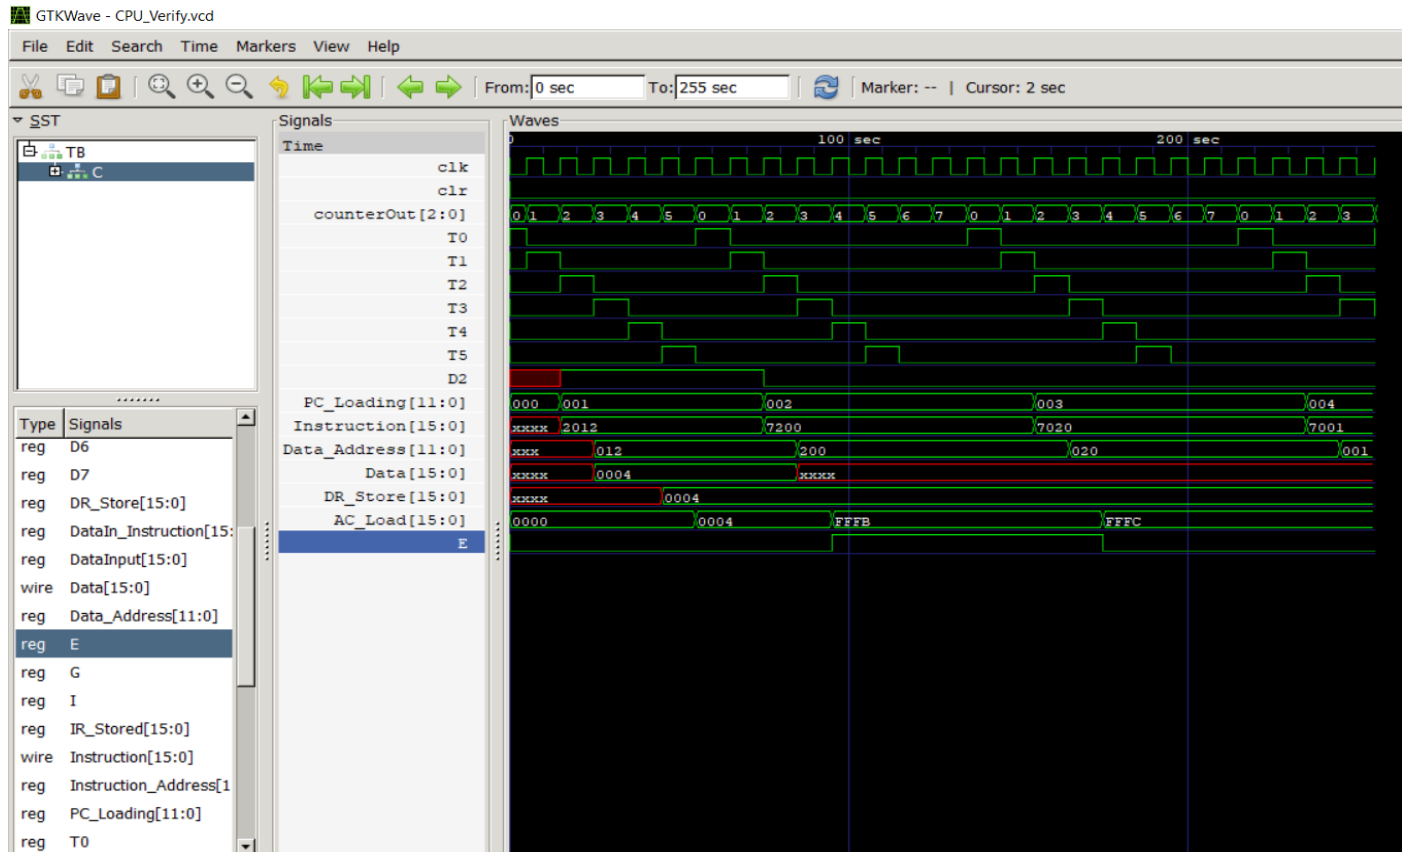 GTKWave - CPU_Verify.vcd
File Edit Search Time Markers View Help
From: 0 sec To: 255 sec Marker: -- | Cursor: 2 sec
SST
TB
C
Type Signals
reg D6
reg D7
reg DR_Store[15:0]
reg DataIn_Instruction[15:
reg DataInput[15:0]
wire Data[15:0]
reg Data_Address[11:0]
reg E
reg G
reg I
reg IR_Stored[15:0]
wire Instruction[15:0]
reg Instruction_Address[1
reg PC_Loading[11:0]
reg T0
Signals
Time
clk
clr
counterOut[2:0]
T0
T1
T2
T3
T4
T5
D2
PC_Loading[11:0]
Instruction[15:0]
Data_Address[11:0]
Data[15:0]
DR_Store[15:0]
AC_Load[15:0]
E
Waves
0 100 sec 200 sec
0 1 2 3 4 5 0 1 2 3 4 5 6 7 0 1 2 3 4 5 6 7 0 1 2 3
000 001 002 003 004
xxxx 2012 7200 7020 7001
xxx 012 200 020 001
xxxx 0004 xxxx
xxxx 0004
0000 0004 FFFB FFFC